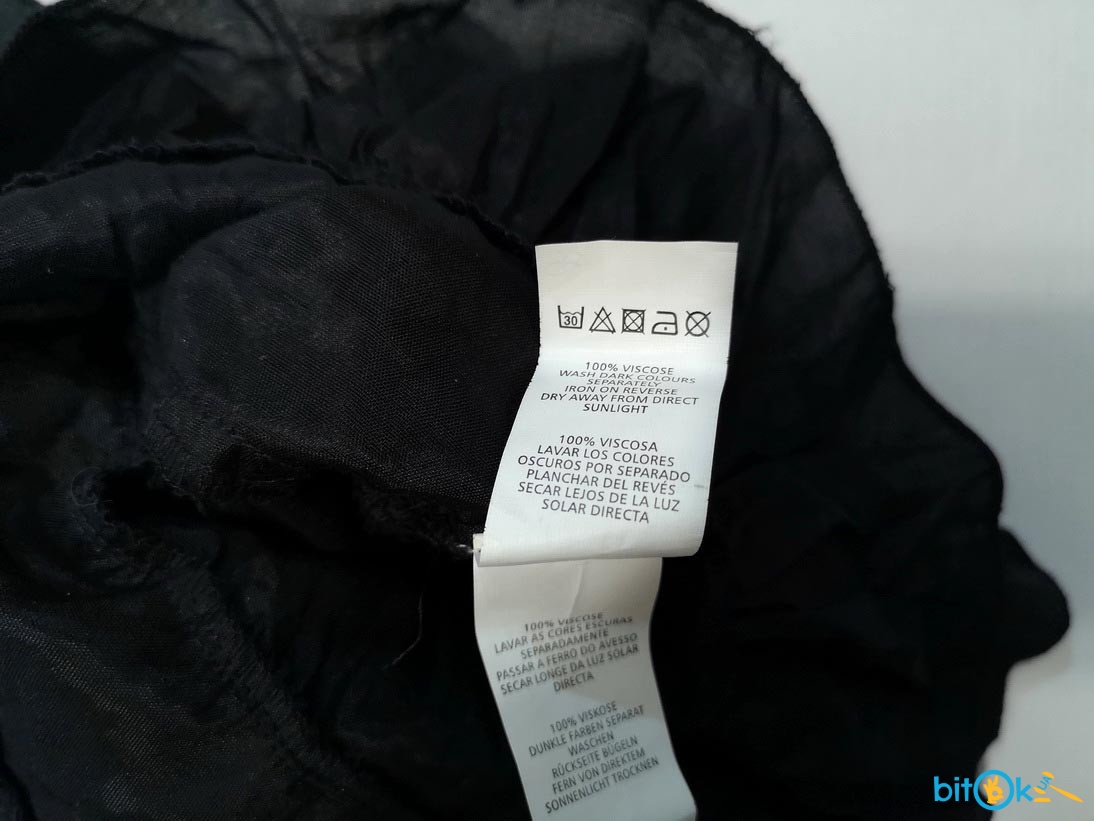 30
100% VISCOSE
WASH DARK COLOURS
SEPARATELY
IRON ON REVERSE
DRY AWAY FROM DIRECT
SUNLIGHT
100% VISCOSA
LAVAR LOS COLORES
OSCUROS POR SEPARADO
PLANCHAR DEL REVÉS
SECAR LEJOS DE LA LUZ
SOLAR DIRECTA
100% VISCOSE
LAVAR AS CORES ESCURAS
SEPARADAMENTE
PASSAR A FERRO DO AVESSO
SECAR LONGE DA LUZ SOLAR
DIRECTA
100% VISKOSE
DUNKLE FARBEN SEPARAT
WASCHEN
RÜCKSEITE BÜGELN
FERN VON DIREKTEM
SONNENLICHT TROCKNEN
bitOk